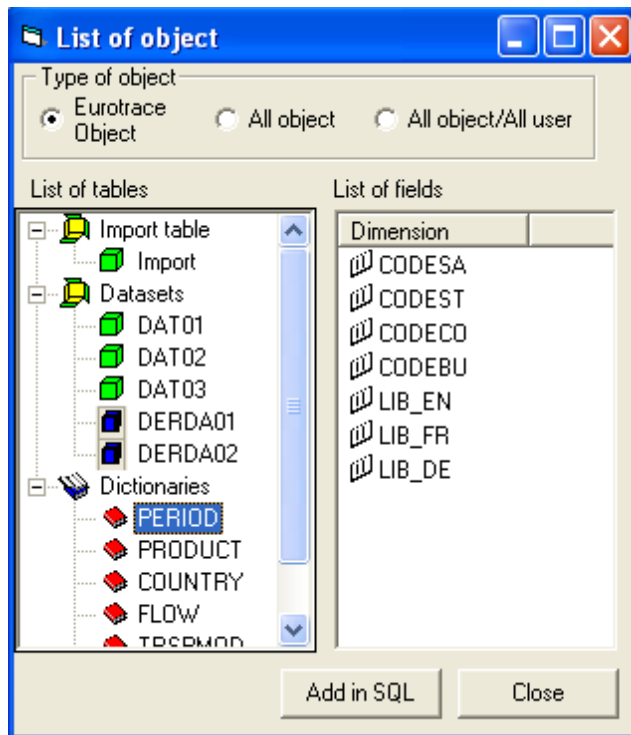 List of object
Type of object
Eurotrace Object
All object
All object/All user
List of tables
List of fields
Import table
Import
Datasets
DAT01
DAT02
DAT03
DERDA01
DERDA02
Dictionaries
PERIOD
PRODUCT
COUNTRY
FLOW
Dimension
CODESA
CODEST
CODECO
CODEBU
LIB_EN
LIB_FR
LIB_DE
Add in SQL
Close